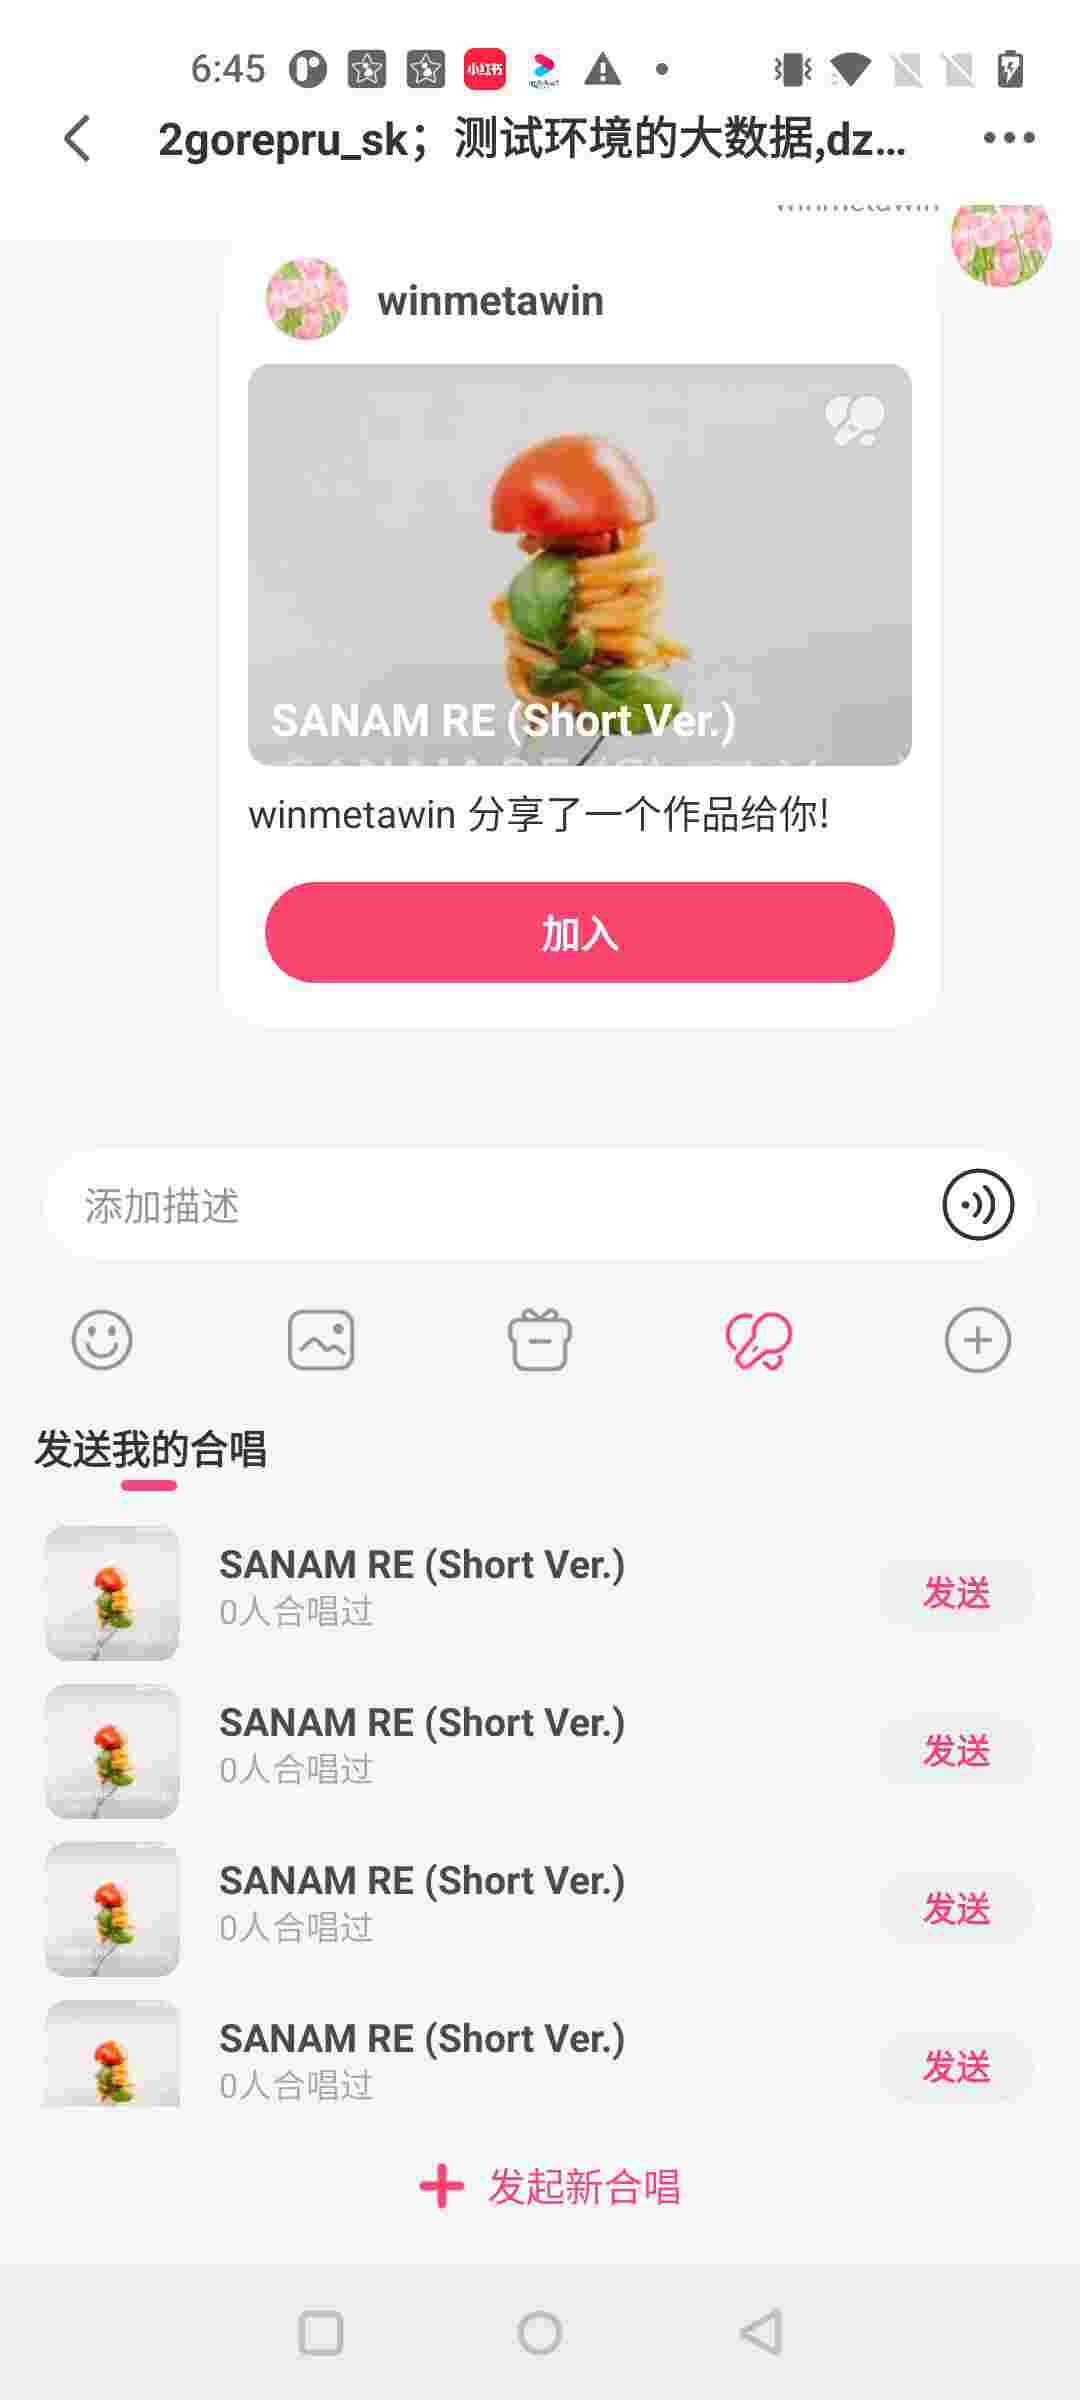 6:45
小红书
2gorepru_sk；测试环境的大数据,dz...
winmetawin
winmetawin
SANAM RE (Short Ver.)
winmetawin 分享了一个作品给你!
加入
添加描述
发送我的合唱
SANAM RE (Short Ver.)
0人合唱过
发送
SANAM RE (Short Ver.)
0人合唱过
发送
SANAM RE (Short Ver.)
0人合唱过
发送
SANAM RE (Short Ver.)
0人合唱过
发送
发起新合唱